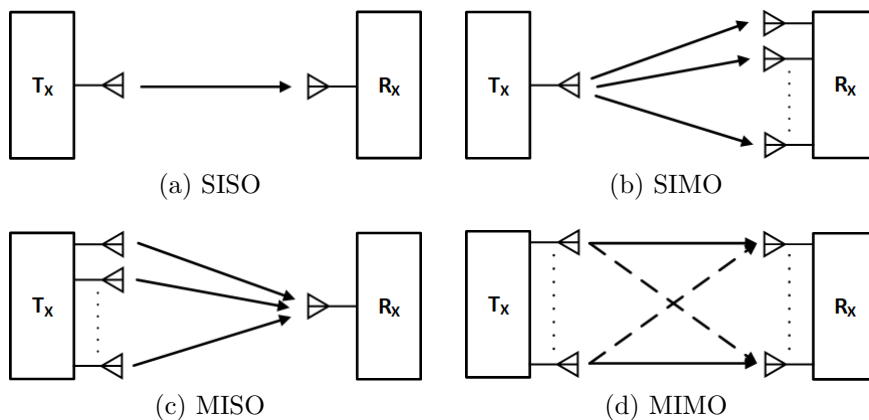 Tx Rx
(a) SISO
Tx Rx
(b) SIMO
Tx Rx
(c) MISO
Tx Rx
(d) MIMO